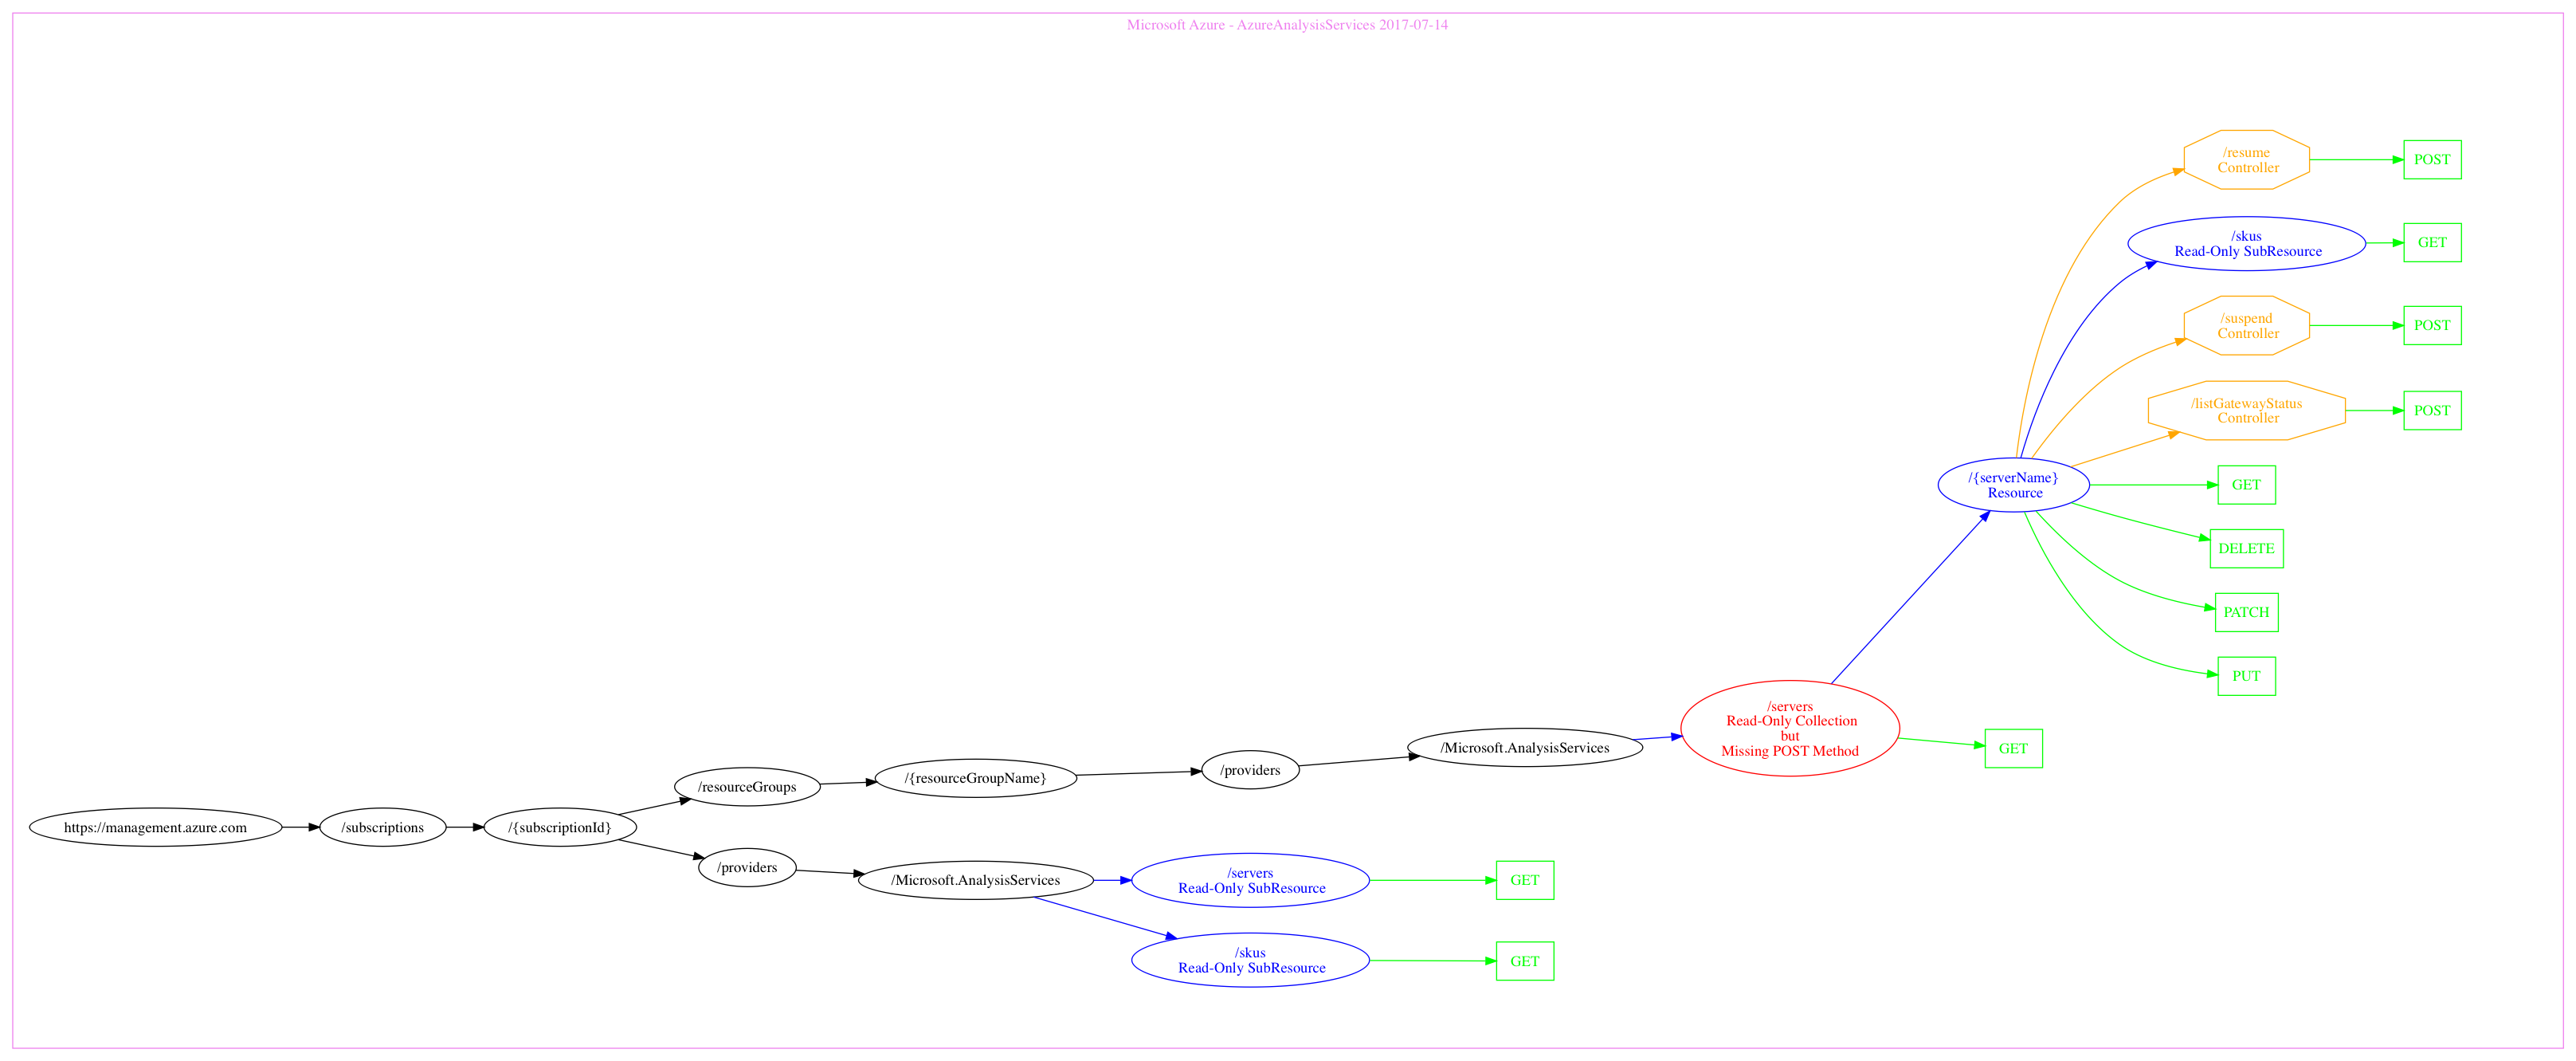 Microsoft Azure - AzureAnalysisServices 2017-07-14
/resume
Controller
POST
/skus
Read-Only SubResource
GET
/suspend
Controller
POST
/listGatewayStatus
Controller
POST
/{serverName}
Resource
GET
DELETE
PATCH
PUT
/servers
Read-Only Collection
but
Missing POST Method
GET
/Microsoft.AnalysisServices
/providers
/{resourceGroupName}
/resourceGroups
https://management.azure.com
/subscriptions
/{subscriptionId}
/providers
/Microsoft.AnalysisServices
/servers
Read-Only SubResource
GET
/skus
Read-Only SubResource
GET